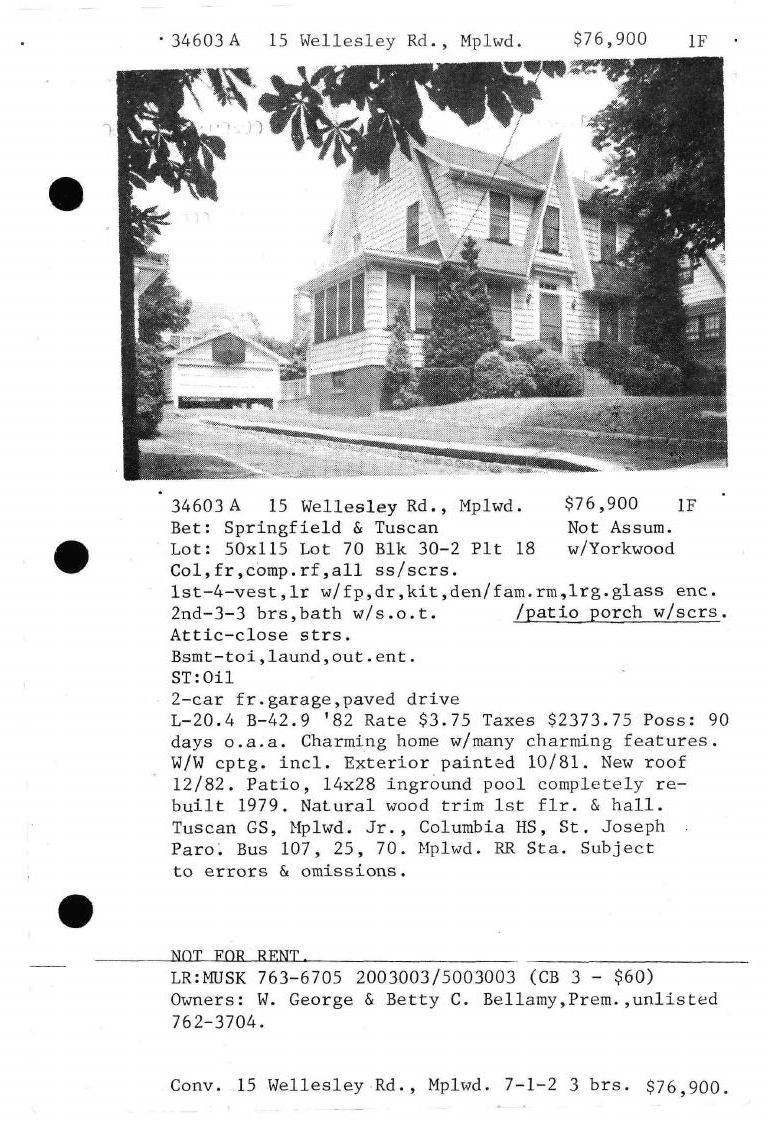 34603 A 15 Wellesley Rd., Mplwd. $76,900 1F
34603 A 15 Wellesley Rd., Mplwd. $76,900 1F
Bet: Springfield & Tuscan Not Assum.
Lot: 50x115 Lot 70 Blk 30-2 Plt 18 w/Yorkwood
Col,fr,comp.rf,all ss/scrs.
1st-4-vest,lr w/fp,dr,kit,den/fam.rm,lrg.glass enc.
2nd-3-3 brs,bath w/s.o.t. /patio porch w/scrs.
Attic-close strs.
Bsmt-toi,laund,out.ent.
ST:Oil
2-car fr.garage,paved drive
L-20.4 B-42.9 '82 Rate $3.75 Taxes $2373.75 Poss: 90
days o.a.a. Charming home w/many charming features.
W/W cptg. incl. Exterior painted 10/81. New roof
12/82. Patio, 14x28 inground pool completely re-
built 1979. Natural wood trim 1st flr. & hall.
Tuscan GS, Mplwd. Jr., Columbia HS, St. Joseph
Paro. Bus 107, 25, 70. Mplwd. RR Sta. Subject
to errors & omissions.
NOT FOR RENT.
LR:MUSK 763-6705 2003003/5003003 (CB 3 - $60)
Owners: W. George & Betty C. Bellamy,Prem.,unlisted
762-3704.
Conv. 15 Wellesley Rd., Mplwd. 7-1-2 3 brs. $76,900.